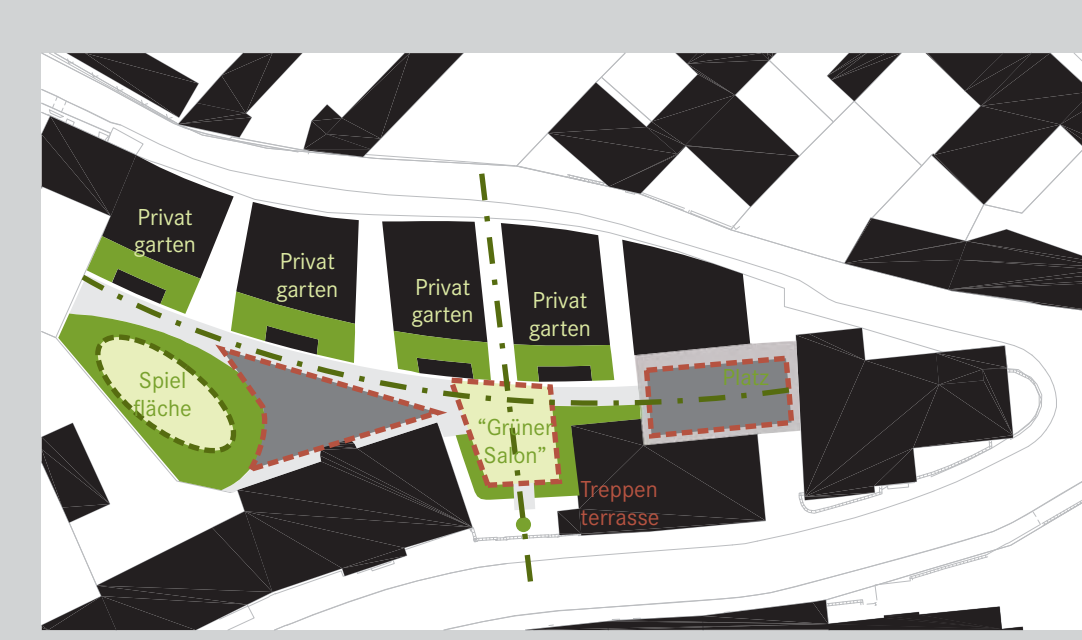 Privat
garten
Privat
garten
Privat
garten
Privat
garten
Spiel
fläche
Platz
“Grüner
Salon”
Treppen
terrasse